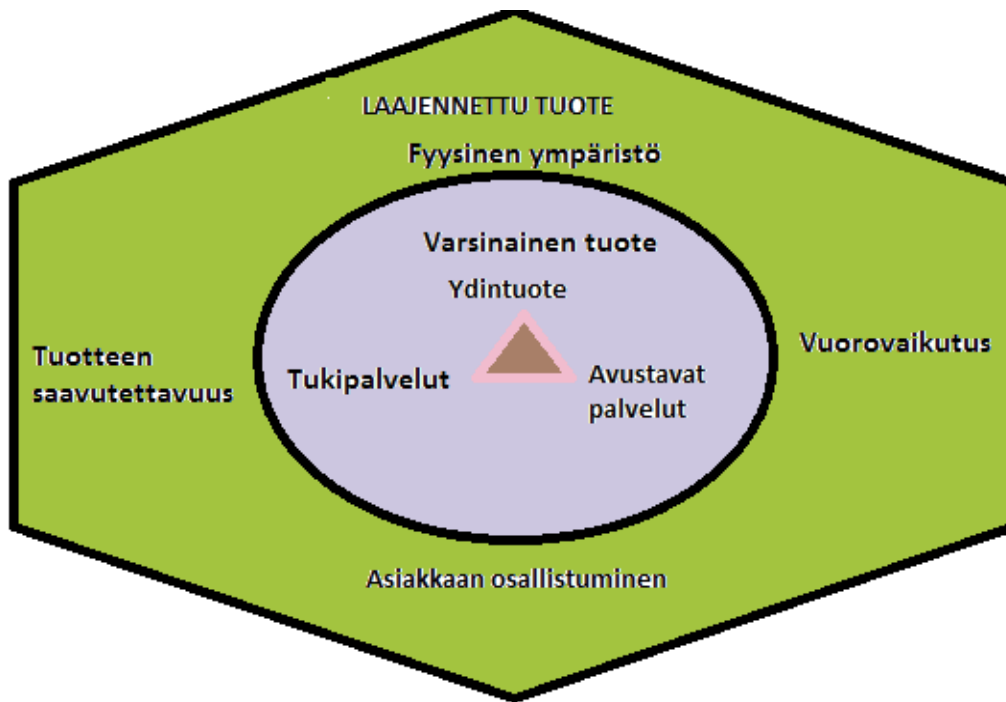 LAAJENNETTU TUOTE
Fyysinen ympäristö
Varsinainen tuote
Ydintuote
Tuotteen
saavutettavuus
Tukipalvelut
Avustavat
palvelut
Vuorovaikutus
Asiakkaan osallistuminen